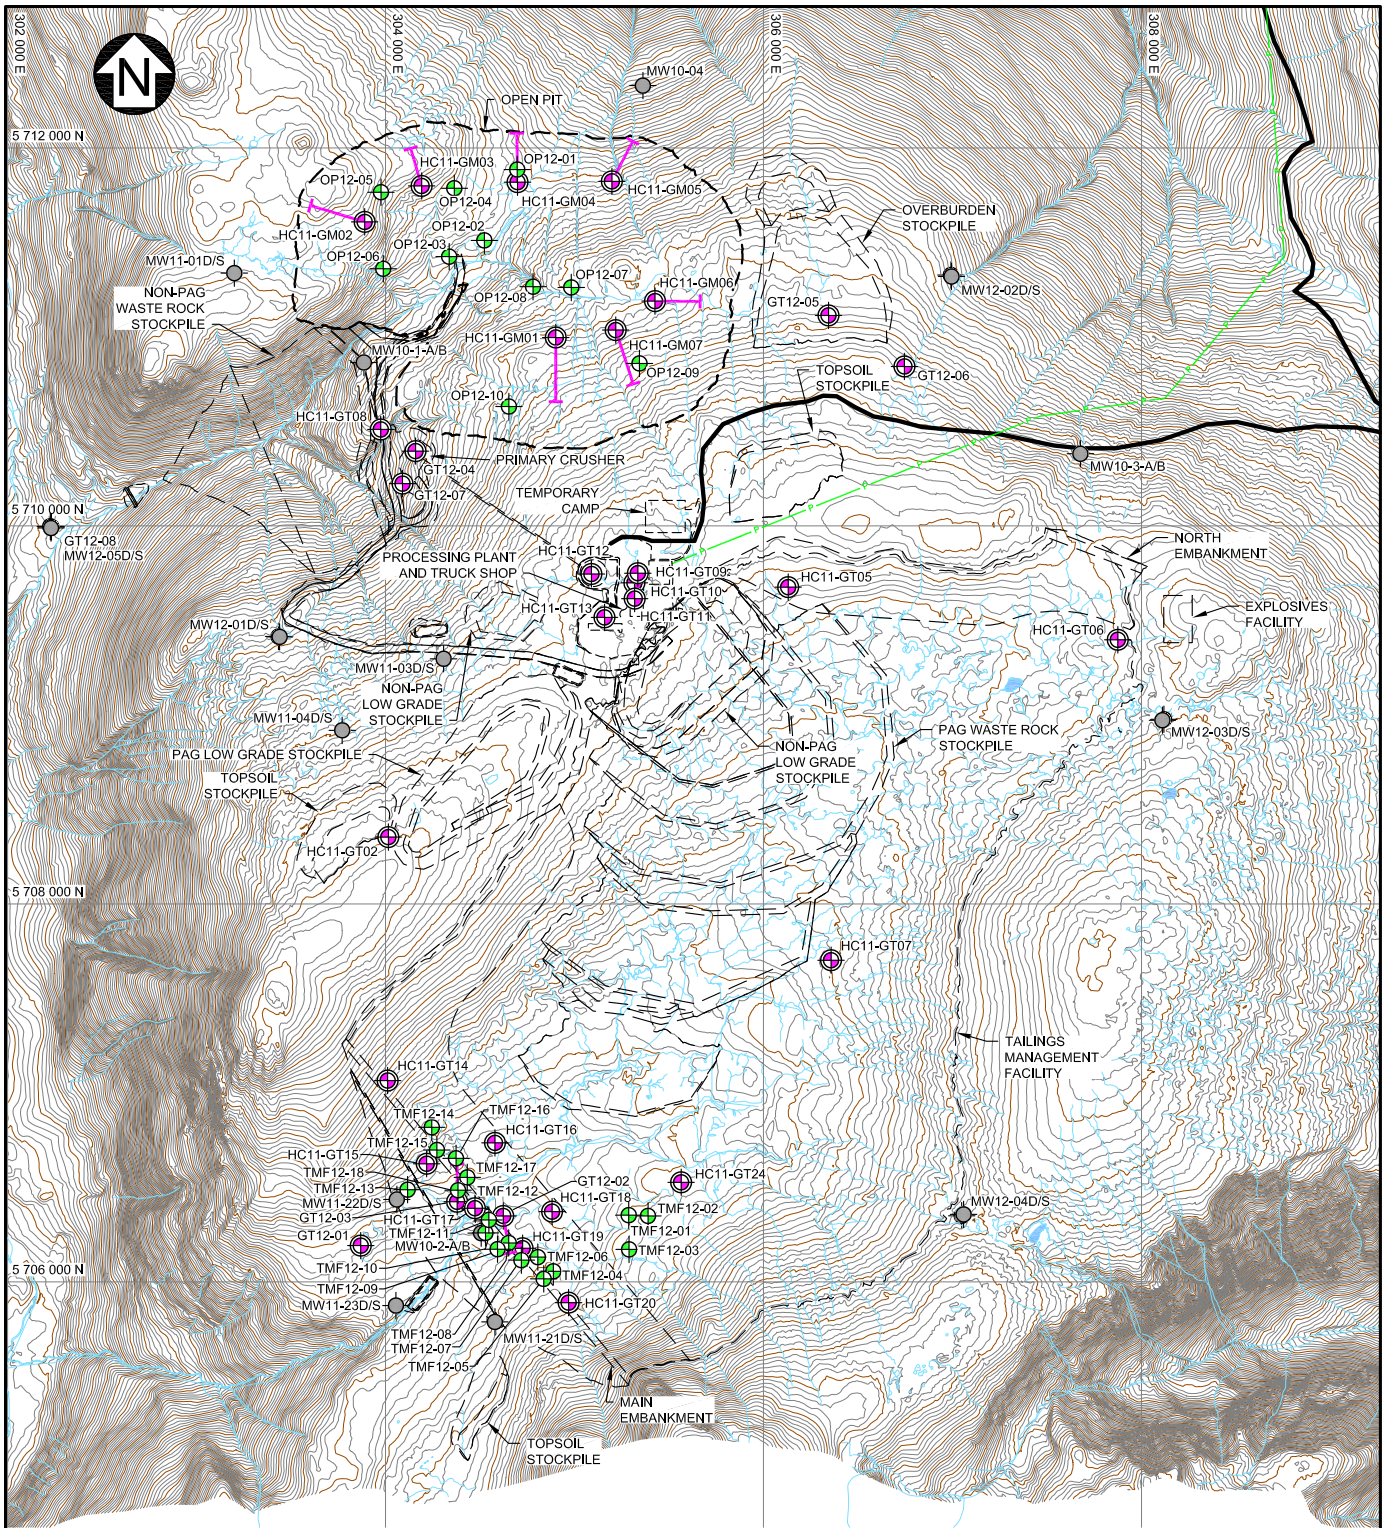 302 000 E
304 000 E
306 000 E
308 000 E
N
MW10-04
OPEN PIT
5 712 000 N
HC11-GM03
OP12-01
OP12-05
OP12-04
HC11-GM04
HC11-GM05
OVERBURDEN
STOCKPILE
HC11-GM02
OP12-02
OP12-03
MW11-01D/S
OP12-06
OP12-07
HC11-GM06
MW12-02D/S
NON-PAG
WASTE ROCK
STOCKPILE
OP12-08
GT12-05
HC11-GM01
HC11-GM07
MW10-1-A/B
OP12-09
TOPSOIL
STOCKPILE
GT12-06
OP12-10
HC11-GT08
PRIMARY CRUSHER
GT12-04
MW10-3-A/B
GT12-07
TEMPORARY
CAMP
5 710 000 N
GT12-08
MW12-05D/S
NORTH
EMBANKMENT
PROCESSING PLANT
AND TRUCK SHOP
HC11-GT12
HC11-GT09
HC11-GT05
HC11-GT10
HC11-GT13
HC11-GT11
EXPLOSIVES
FACILITY
MW12-01D/S
HC11-GT06
MW11-03D/S
NON-PAG
LOW GRADE
STOCKPILE
MW11-04D/S
MW12-03D/S
PAG WASTE ROCK
STOCKPILE
PAG LOW GRADE STOCKPILE
NON-PAG
LOW GRADE
STOCKPILE
TOPSOIL
STOCKPILE
HC11-GT02
5 708 000 N
HC11-GT07
TAILINGS
MANAGEMENT
FACILITY
HC11-GT14
TMF12-14
TMF12-16
HC11-GT16
TMF12-15
HC11-GT15
TMF12-17
TMF12-18
HC11-GT24
TMF12-13
TMF12-12
GT12-02
MW11-22D/S
HC11-GT18
TMF12-02
MW12-04D/S
GT12-03
HC11-GT17
TMF12-01
GT12-01
TMF12-11
MW10-2-A/B
HC11-GT19
TMF12-03
TMF12-10
TMF12-06
5 706 000 N
TMF12-04
TMF12-09
MW11-23D/S
HC11-GT20
TMF12-08
TMF12-07
MW11-21D/S
TMF12-05
MAIN
EMBANKMENT
TOPSOIL
STOCKPILE